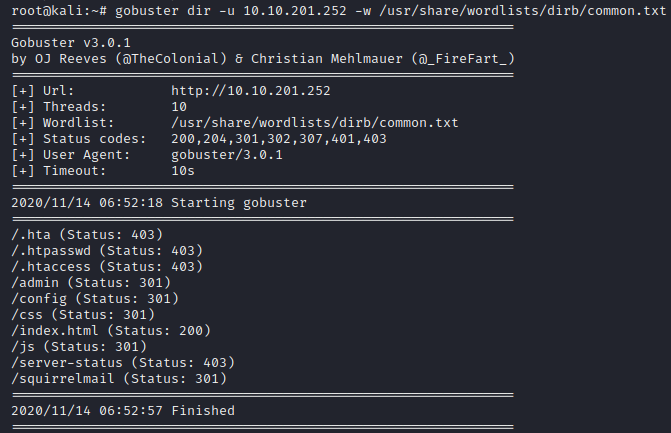 root@kali:~# gobuster dir -u 10.10.201.252 -w /usr/share/wordlists/dirb/common.txt
===============================================================
Gobuster v3.0.1
by OJ Reeves (@TheColonial) & Christian Mehlmauer (@_FireFart_)
===============================================================
[+] Url:            http://10.10.201.252
[+] Threads:        10
[+] Wordlist:       /usr/share/wordlists/dirb/common.txt
[+] Status codes:   200,204,301,302,307,401,403
[+] User Agent:     gobuster/3.0.1
[+] Timeout:        10s
===============================================================
2020/11/14 06:52:18 Starting gobuster
===============================================================
/.hta (Status: 403)
/.htpasswd (Status: 403)
/.htaccess (Status: 403)
/admin (Status: 301)
/config (Status: 301)
/css (Status: 301)
/index.html (Status: 200)
/js (Status: 301)
/server-status (Status: 403)
/squirrelmail (Status: 301)
===============================================================
2020/11/14 06:52:57 Finished
===============================================================